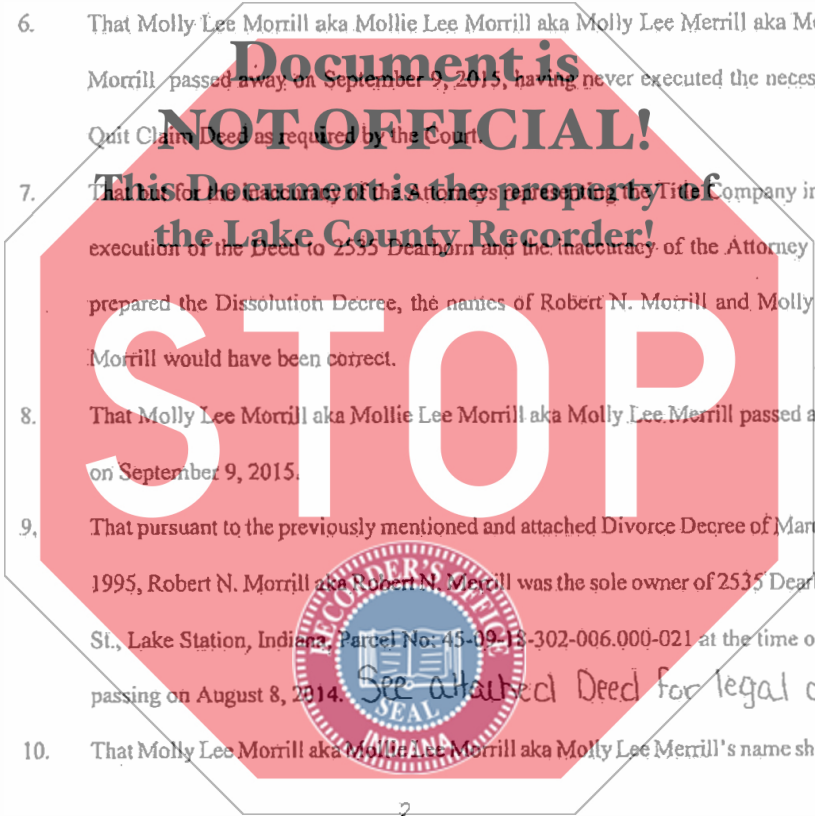 6. That Molly Lee Morrill aka Mollie Lee Morrill aka Molly Lee Merrill aka
Document is
Morrill passed away on September 9, 2015, having never executed the
NOT OFFICIAL!
Quit Claim Deed as required by the Court.
This Document is the property of
7. That but for the inaccuracy of the Attorneys representing the Title Company
the Lake County Recorder!
execution of the Deed to 2535 Dearborn and the inaccuracy of the Attorney
prepared the Dissolution Decree, the names of Robert N. Morrill and Molly
STOP
Morrill would have been correct.
8. That Molly Lee Morrill aka Mollie Lee Morrill aka Molly Lee Merrill passed
on September 9, 2015.
9. That pursuant to the previously mentioned and attached Divorce Decree of
1995, Robert N. Morrill aka Robert N. Merrill was the sole owner of 2535
St., Lake Station, Indiana, Parcel No: 45-09-18-302-006.000-021 at the time
passing on August 8, 2014. See attached Deed for legal
RECORDER'S OFFICE
SEAL
INDIANA
10. That Molly Lee Morrill aka Mollie Lee Morrill aka Molly Lee Merrill's name
2